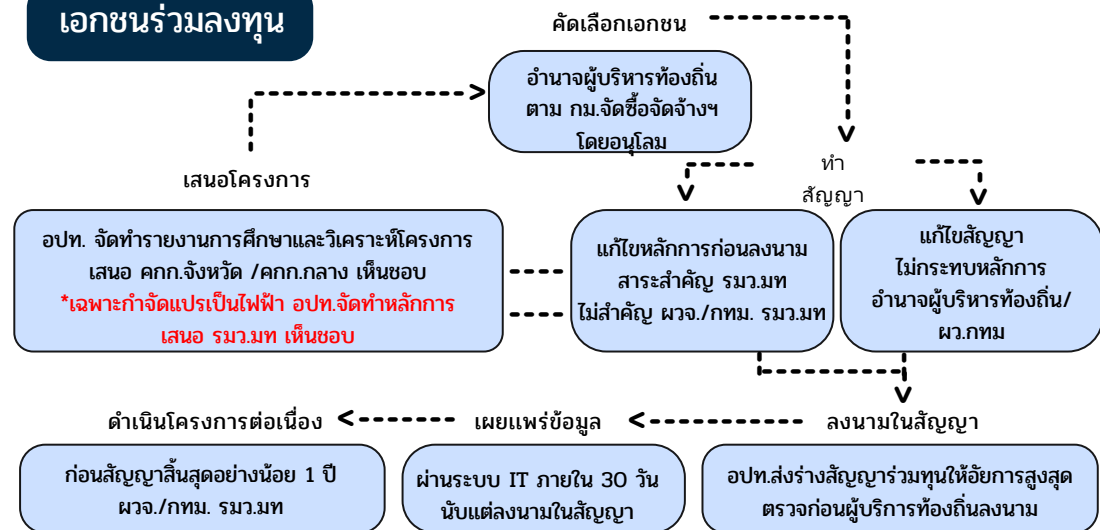 เอกชนร่วมลงทุน
คัดเลือกเอกชน
อำนาจผู้บริหารท้องถิ่น
ตาม กม.จัดซื้อจัดจ้างฯ
โดยอนุโลม
เสนอโครงการ
อปท. จัดทำรายงานการศึกษาและวิเคราะห์โครงการ
เสนอ คกก.จังหวัด /คกก.กลาง เห็นชอบ
*เฉพาะกำจัดแปรเป็นไฟฟ้า อปท.จัดทำหลักการ
เสนอ รมว.มท เห็นชอบ
ทำ
สัญญา
แก้ไขหลักการก่อนลงนาม
สาระสำคัญ รมว.มท
ไม่สำคัญ ผวจ./กทม. รมว.มท
แก้ไขสัญญา
ไม่กระทบหลักการ
อำนาจผู้บริหารท้องถิ่น/
ผว.กทม
ดำเนินโครงการต่อเนื่อง
เผยแพร่ข้อมูล
ลงนามในสัญญา
ก่อนสัญญาสิ้นสุดอย่างน้อย 1 ปี
ผวจ./กทม. รมว.มท
ผ่านระบบ IT ภายใน 30 วัน
นับแต่ลงนามในสัญญา
อปท.ส่งร่างสัญญาร่วมทุนให้อัยการสูงสุด
ตรวจก่อนผู้บริการท้องถิ่นลงนาม